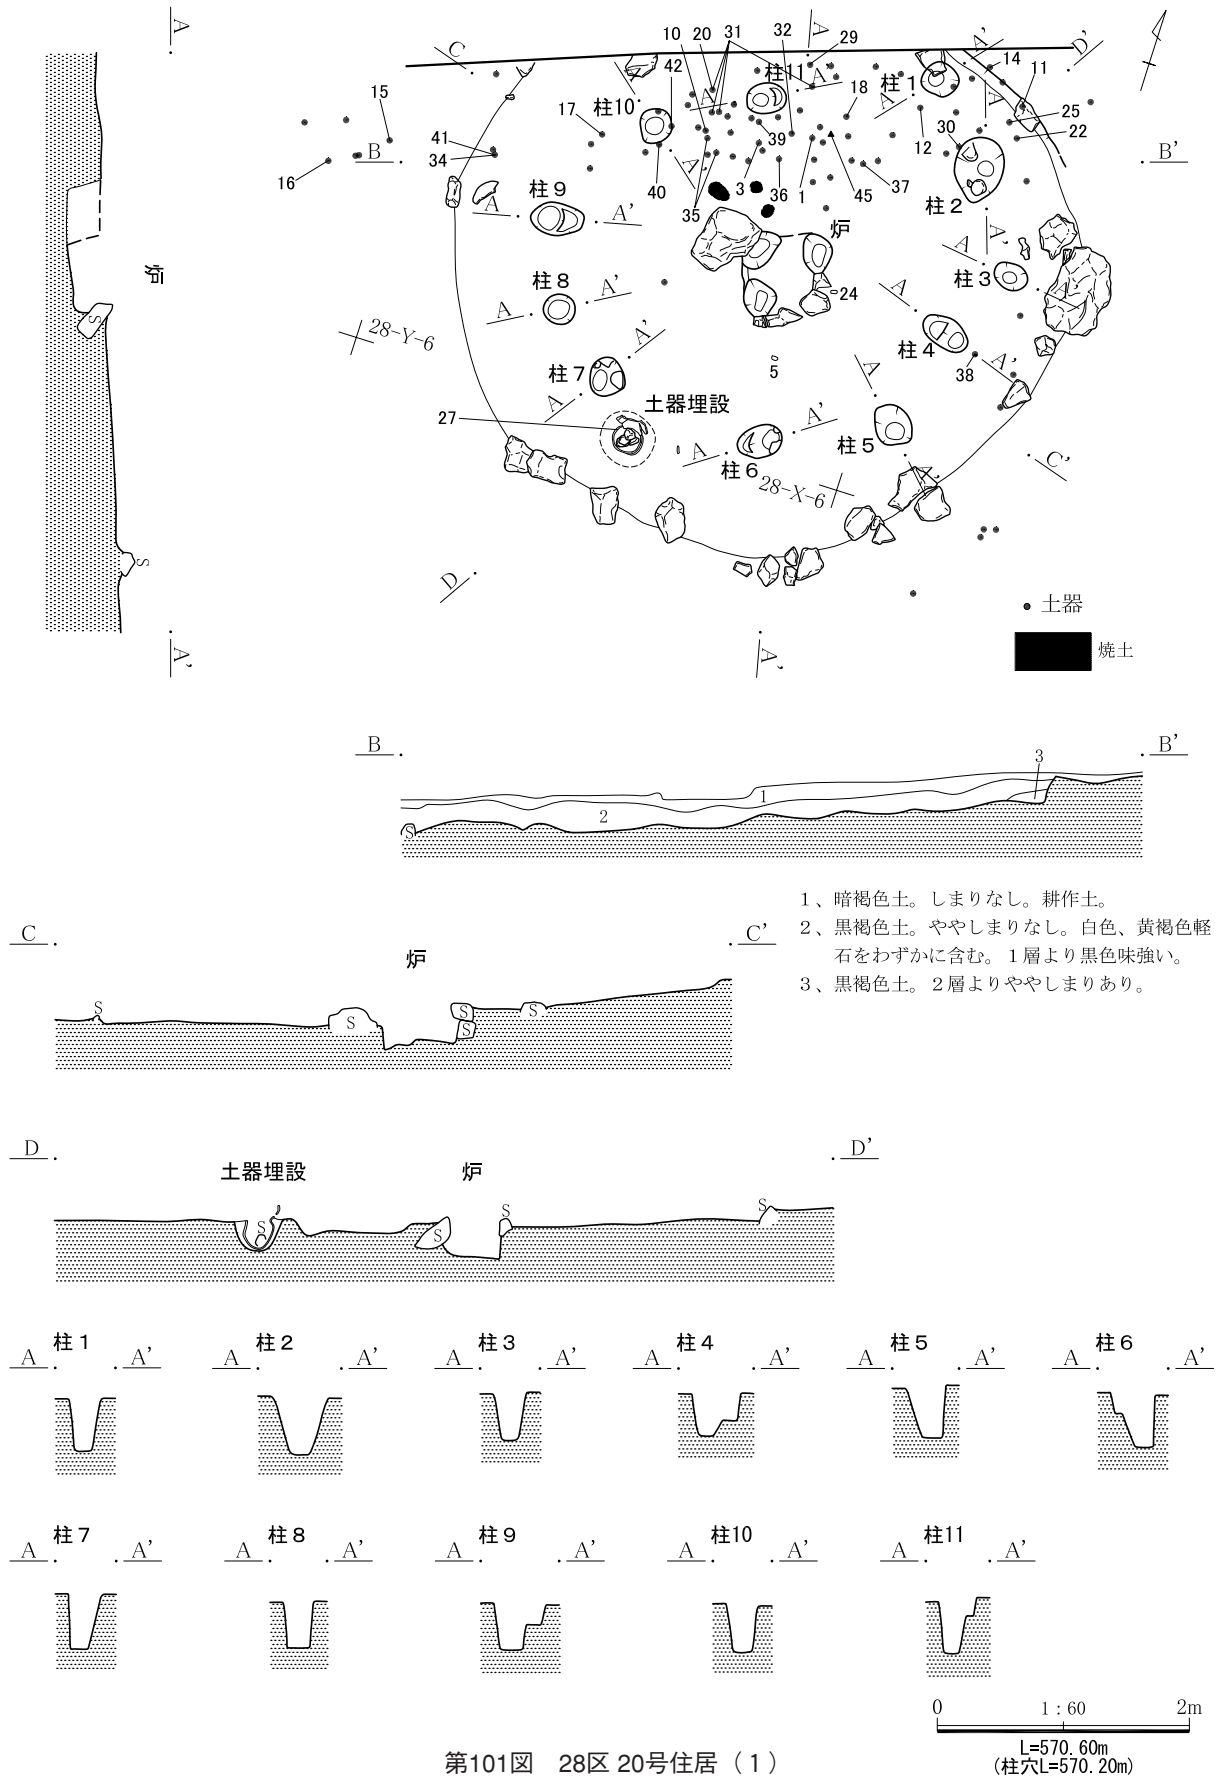 A
A'
炉
S
S
C
10 20 31 32 A 29
A' D'
14
11
42
柱11
A'
柱1
A
15
17
柱10
A
18
25
22
41
34
39
30
12
B
B'
16
40
A'
35
3
36
1
45
37
柱2
柱9
A
A'
炉
A'
A
柱3
A'
柱8
A
A'
24
A
28-Y-6
柱4
柱7
A'
A
5
A
38
A'
27
土器埋設
A
A'
柱6
柱5
A'
C'
28-X-6
D
● 土器
焼土
A'
B
B'
3
1
2
S
1、暗褐色土。しまりなし。耕作土。
2、黒褐色土。ややしまりなし。白色、黄褐色軽
石をわずかに含む。1層より黒色味強い。
3、黒褐色土。2層よりややしまりあり。
C
C'
炉
S
S
S
S
S
D
D'
土器埋設
炉
S
S
S
S
柱1
A A'
柱2
A A'
柱3
A A'
柱4
A A'
柱5
A A'
柱6
A A'
柱7
A A'
柱8
A A'
柱9
A A'
柱10
A A'
柱11
A A'
0 1：60 2m
L=570.60m
(柱穴L=570.20m)
第101図　28区 20号住居（1）